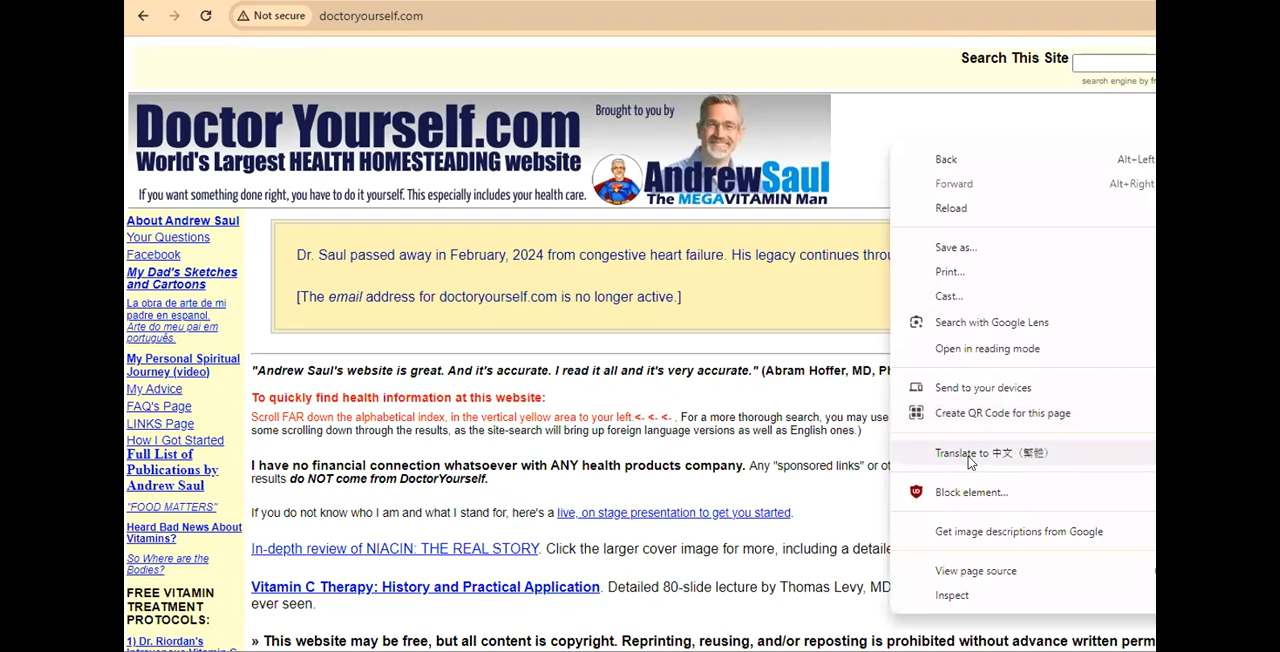 Not secure
doctoryourself.com
Search This Site
search engine by
Doctor Yourself.com
World's Largest HEALTH HOMESTEADING website
If you want something done right, you have to do it yourself. This especially includes your health care.
Brought to you by
AndrewSaul
The MEGAVITAMIN Man
About Andrew Saul
Your Questions
Facebook
My Dad's Sketches
and Cartoons
La obra de arte de mi
padre en espanol.
Arte do meu pai em
português.
My Personal Spiritual
Journey (video)
My Advice
FAQ's Page
LINKS Page
How I Got Started
Full List of
Publications by
Andrew Saul
"FOOD MATTERS"
Heard Bad News About
Vitamins?
So Where are the
Bodies?
FREE VITAMIN
TREATMENT
PROTOCOLS:
1) Dr. Riordan's
Dr. Saul passed away in February, 2024 from congestive heart failure. His legacy continues
[The email address for doctoryourself.com is no longer active.]
"Andrew Saul's website is great. And it's accurate. I read it all and it's very accurate." (Abram Hoffer, MD,
To quickly find health information at this website:
Scroll FAR down the alphabetical index, in the vertical yellow area to your left <- <- <- , For a more thorough search, you may use
some scrolling down through the results, as the site-search will bring up foreign language versions as well as English ones.)
I have no financial connection whatsoever with ANY health products company. Any "sponsored links" or
results do NOT come from DoctorYourself.
If you do not know who I am and what I stand for, here's a live, on stage presentation to get you started.
In-depth review of NIACIN: THE REAL STORY. Click the larger cover image for more, including a
Vitamin C Therapy: History and Practical Application. Detailed 80-slide lecture by Thomas Levy, MD
ever seen.
» This website may be free, but all content is copyright. Reprinting, reusing, and/or reposting is prohibited without advance written
Back Alt+Left
Forward Alt+Right
Reload
Save as...
Print...
Cast...
Search with Google Lens
Open in reading mode
Send to your devices
Create QR Code for this page
Translate to 中文（繁體）
Block element...
Get image descriptions from Google
View page source
Inspect